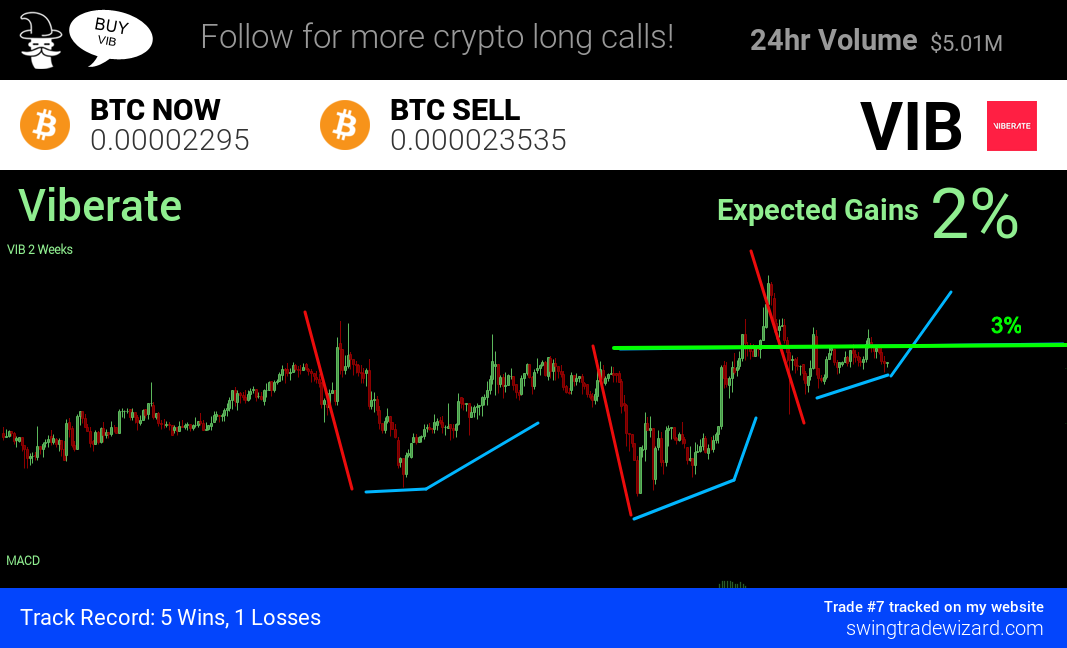 BUY
VIB
Follow for more crypto long calls!
24hr Volume $5.01M
BTC NOW
0.00002295
BTC SELL
0.000023535
VIB
VIBERATE
Viberate
Expected Gains 2%
VIB 2 Weeks
3%
MACD
Track Record: 5 Wins, 1 Losses
Trade #7 tracked on my website
swingtradewizard.com